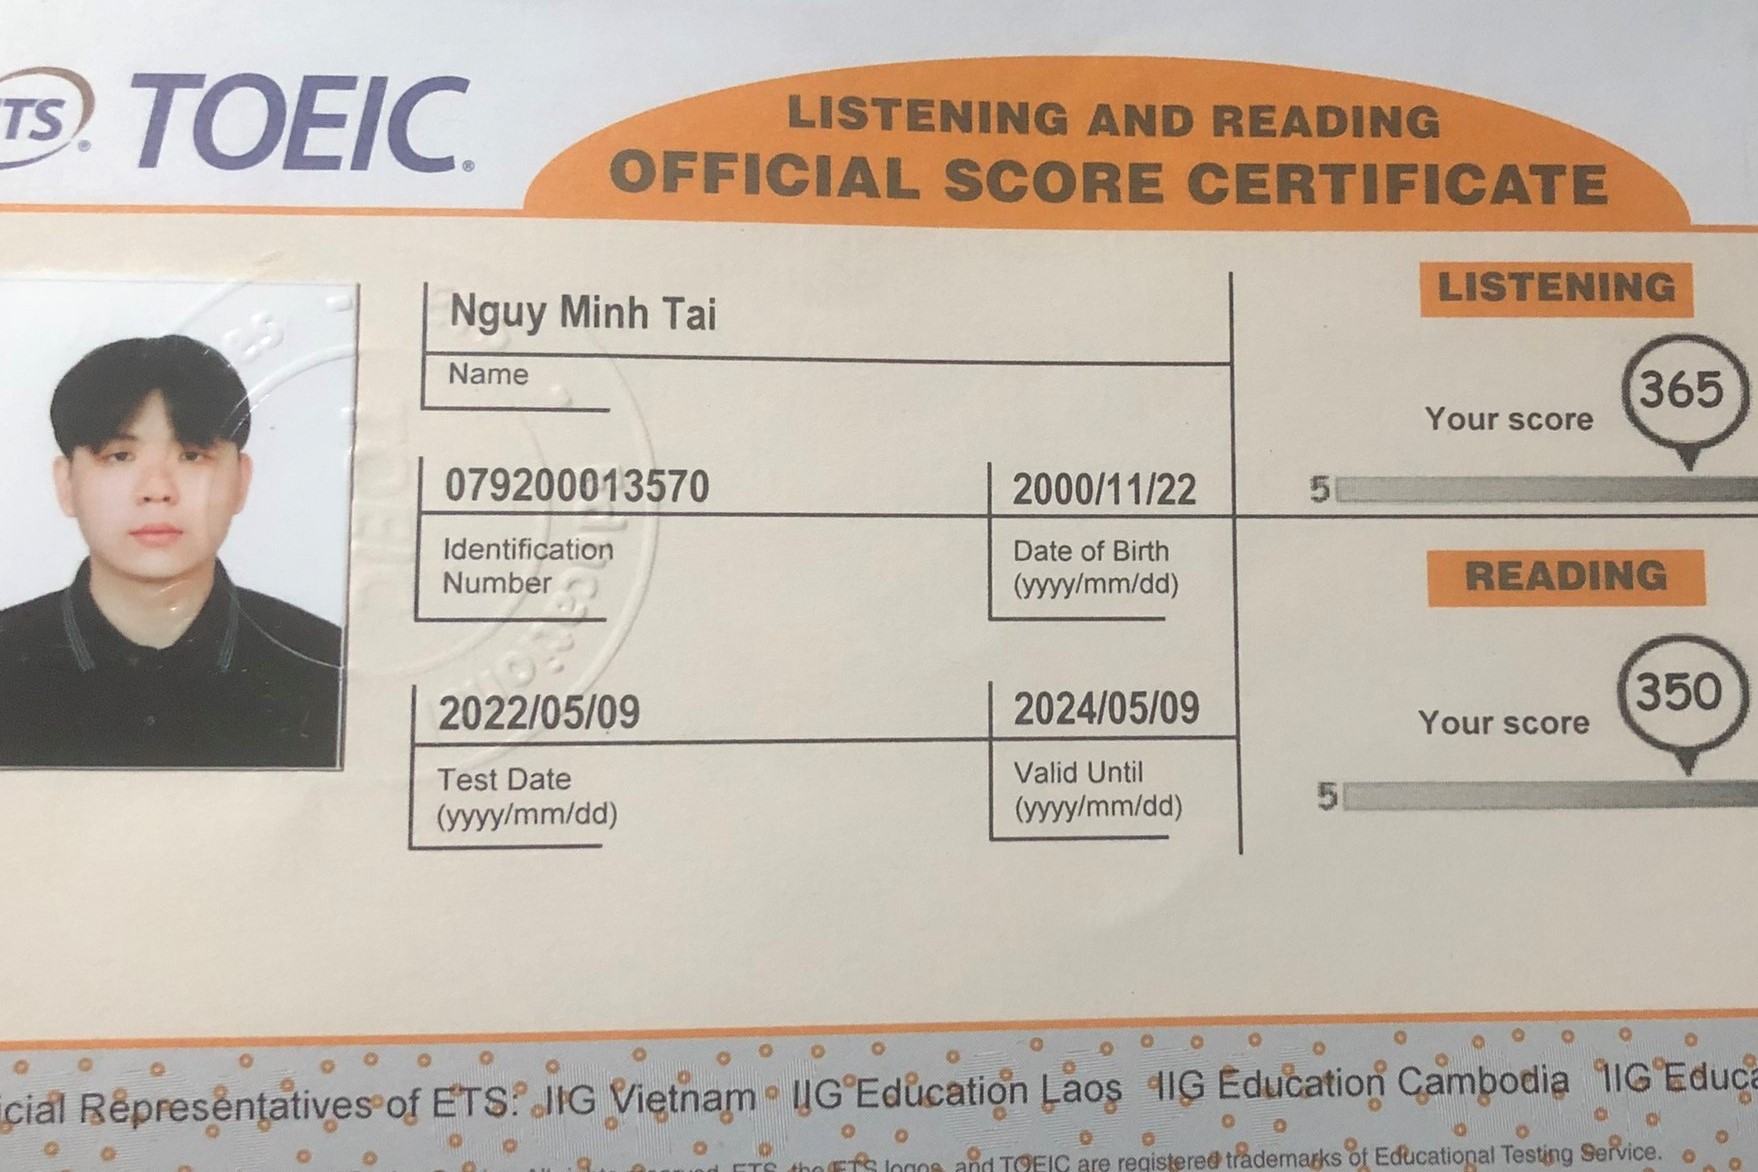 TS® TOEIC®
LISTENING AND READING
OFFICIAL SCORE CERTIFICATE
Nguy Minh Tai
Name
079200013570
Identification
Number
2000/11/22
Date of Birth
(yyyy/mm/dd)
2022/05/09
Test Date
(yyyy/mm/dd)
2024/05/09
Valid Until
(yyyy/mm/dd)
LISTENING
Your score 365
5
READING
Your score 350
5
icial Representatives of ETS: IIG Vietnam IIG Education Laos IIG Education Cambodia IIG Educa
ETS, the ETS logos, and TOEIC are registered trademarks of Educational Testing Service.